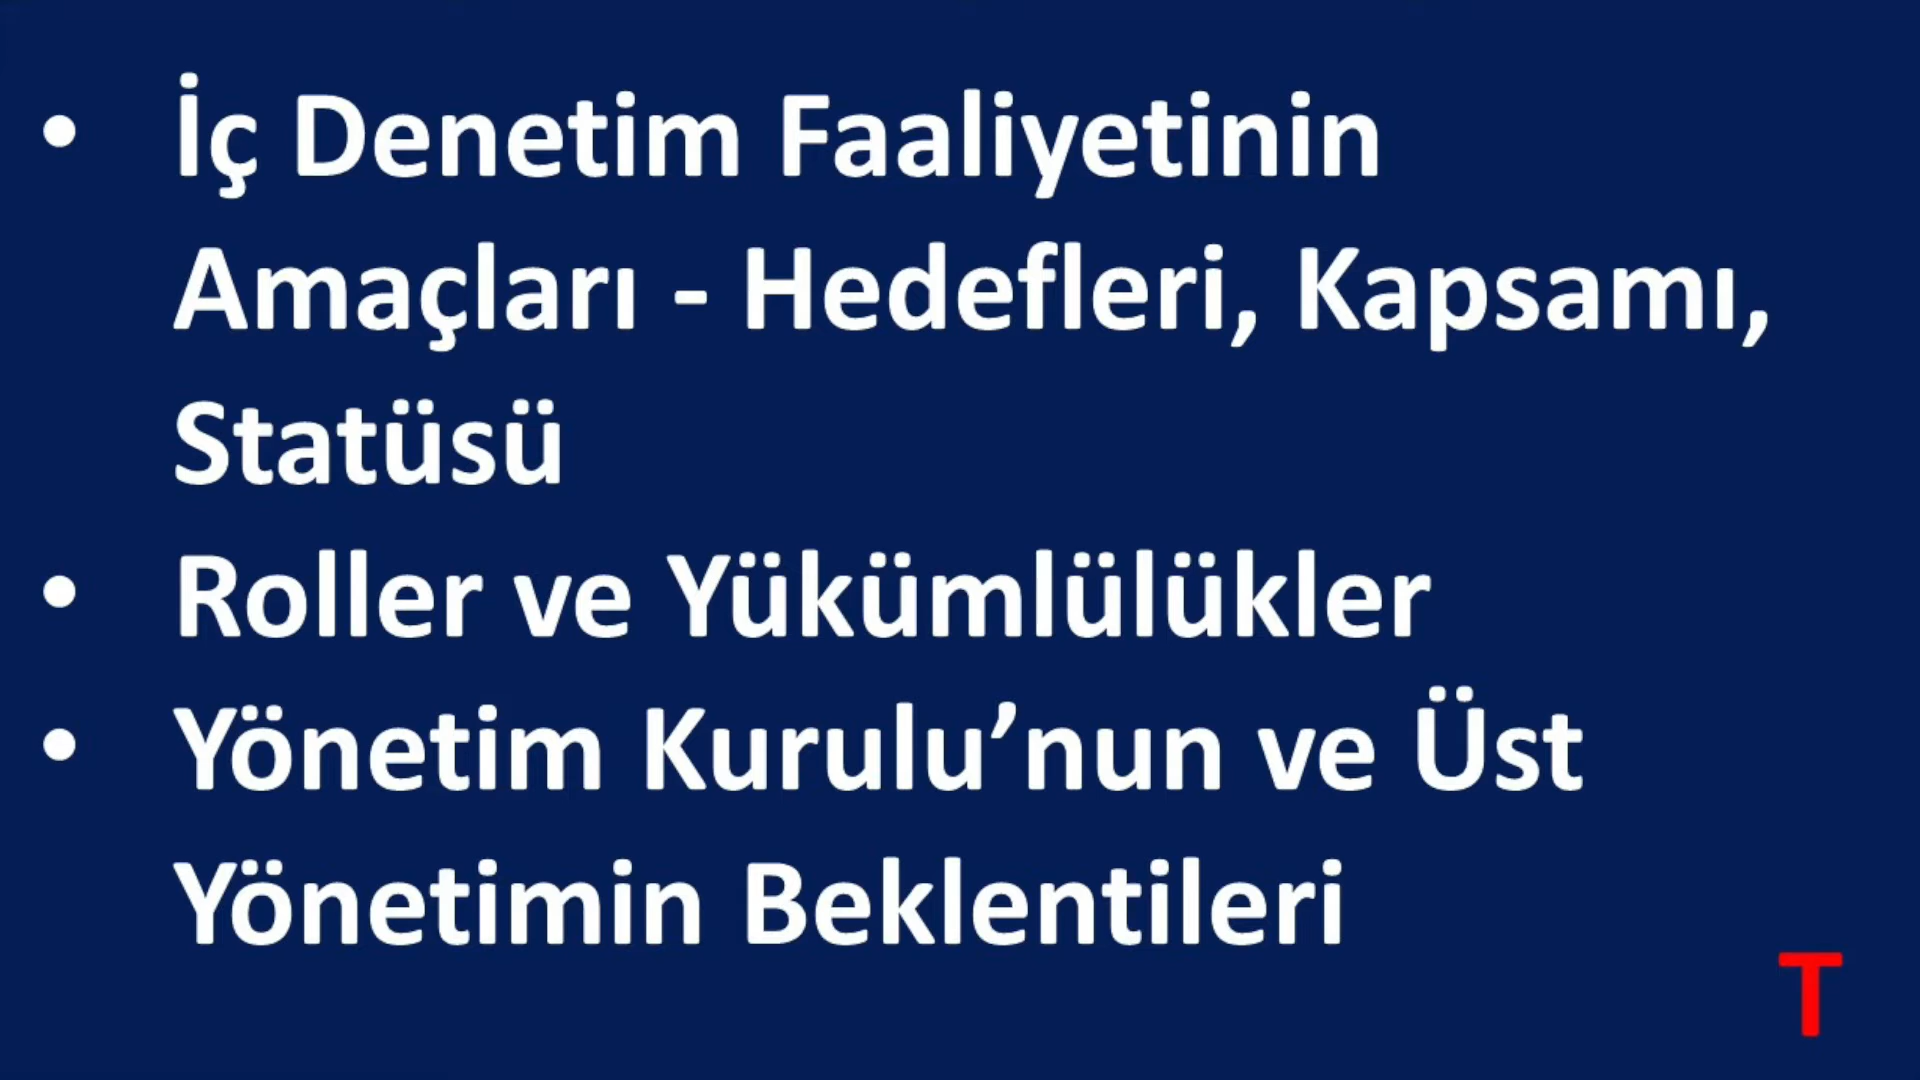 • İç Denetim Faaliyetinin
Amaçları - Hedefleri, Kapsamı,
Statüsü
• Roller ve Yükümlülükler
• Yönetim Kurulu’nun ve Üst
Yönetimin Beklentileri
T